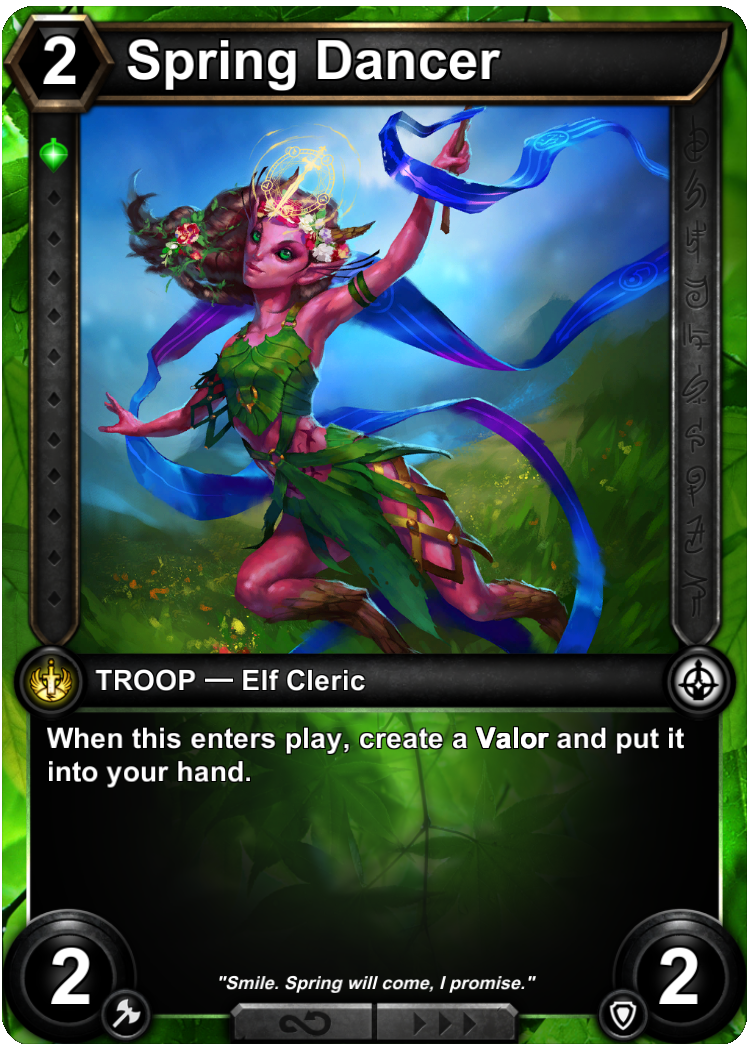 2 Spring Dancer
TROOP — Elf Cleric
When this enters play, create a Valor and put it
into your hand.
"Smile. Spring will come, I promise."
2 2